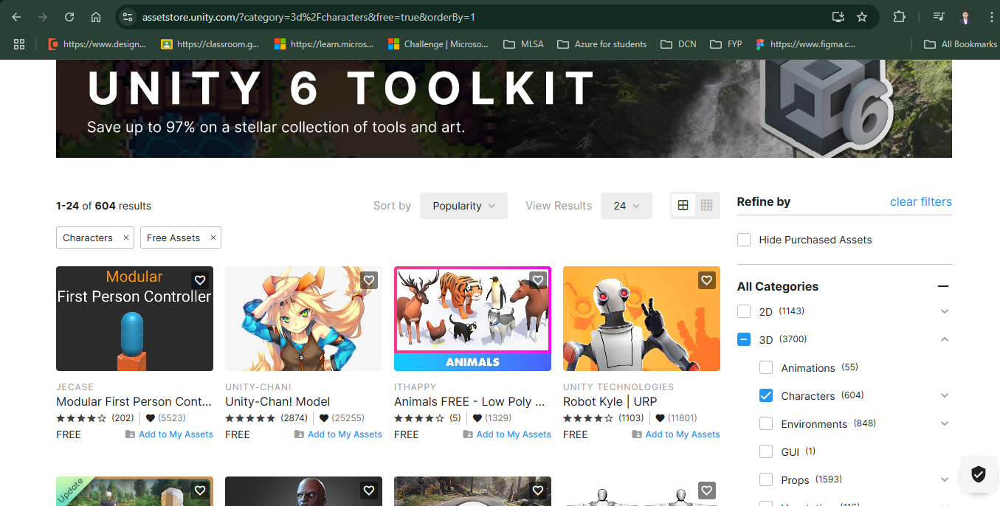 assetstore.unity.com/?category=3d%2Fcharacters&free=true&orderBy=1
https://www.design...
https://classroom.g...
https://learn.micros...
Challenge | Microso...
MLSA
Azure for students
DCN
FYP
https://www.figma.c...
All Bookmarks
UNITY 6 TOOLKIT
Save up to 97% on a stellar collection of tools and art.
6
1-24 of 604 results
Sort by
Popularity
View Results
24
Characters ×
Free Assets ×
Modular
First Person Controller
JECASE
Modular First Person Cont...
(202) (5523)
FREE
Add to My Assets
UNITY-CHAN!
Unity-Chan! Model
(2874) (25255)
FREE
Add to My Assets
ANIMALS
ITHAPPY
Animals FREE - Low Poly ...
(5) (1329)
FREE
Add to My Assets
UNITY TECHNOLOGIES
Robot Kyle | URP
(1103) (11801)
FREE
Add to My Assets
Update
Refine by
clear filters
Hide Purchased Assets
All Categories
2D (1143)
3D (3700)
Animations (55)
Characters (604)
Environments (848)
GUI (1)
Props (1593)